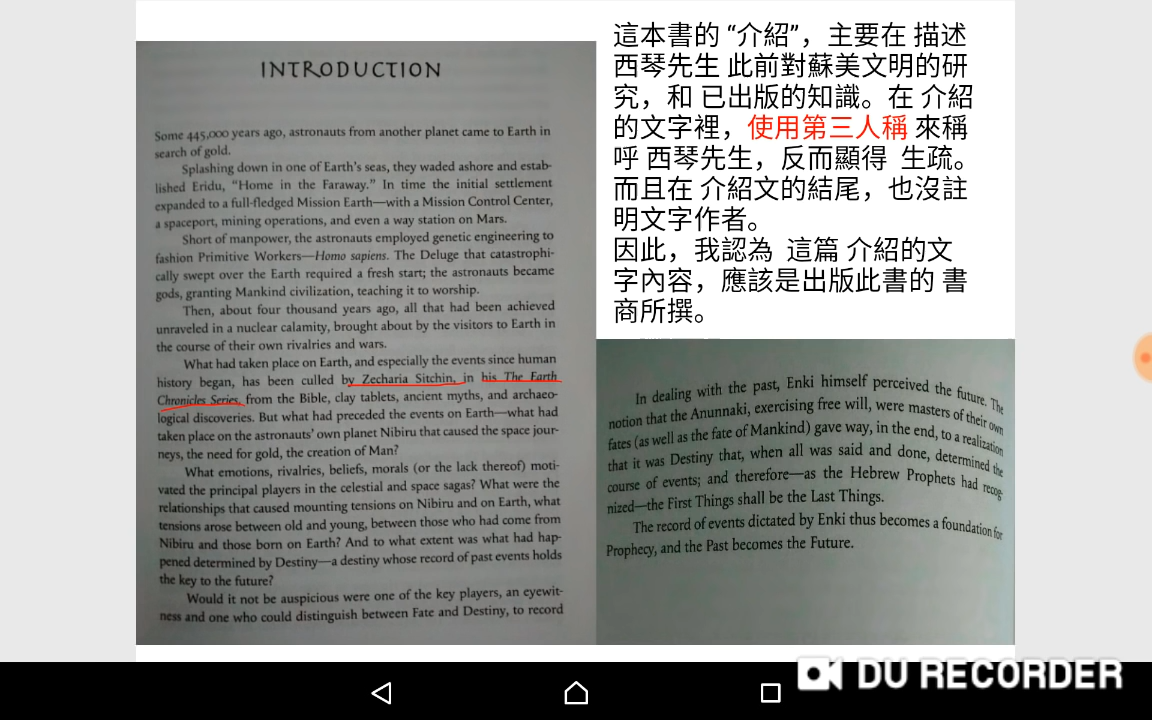 INTRODUCTION
Some 445,000 years ago, astronauts from another planet came to Earth in
search of gold.
Splashing down in one of Earth's seas, they waded ashore and estab-
lished Eridu, “Home in the Faraway.” In time the initial settlement
expanded to a full-fledged Mission Earth—with a Mission Control Center,
a spaceport, mining operations, and even a way station on Mars.
Short of manpower, the astronauts employed genetic engineering to
fashion Primitive Workers—Homo sapiens. The Deluge that catastrophi-
cally swept over the Earth required a fresh start; the astronauts became
gods, granting Mankind civilization, teaching it to worship.
Then, about four thousand years ago, all that had been achieved
unraveled in a nuclear calamity, brought about by the visitors to Earth in
the course of their own rivalries and wars.
What had taken place on Earth, and especially the events since human
history began, has been culled by Zecharia Sitchin, in his The Earth
Chronicles Series, from the Bible, clay tablets, ancient myths, and archaeo-
logical discoveries. But what had preceded the events on Earth—what had
taken place on the astronauts' own planet Nibiru that caused the space jour-
neys, the need for gold, the creation of Man?
What emotions, rivalries, beliefs, morals (or the lack thereof) moti-
vated the principal players in the celestial and space sagas? What were the
relationships that caused mounting tensions on Nibiru and on Earth, what
tensions arose between old and young, between those who had come from
Nibiru and those born on Earth? And to what extent was what had hap-
pened determined by Destiny—a destiny whose record of past events holds
the key to the future?
Would it not be auspicious were one of the key players, an eyewit-
ness and one who could distinguish between Fate and Destiny, to record
這本書的 “介紹”，主要在 描述
西琴先生 此前對蘇美文明的研
究，和 已出版的知識。在 介紹
的文字裡，使用第三人稱 來稱
呼 西琴先生，反而顯得 生疏。
而且在 介紹文的結尾，也沒註
明文字作者。
因此，我認為 這篇 介紹的文
字內容，應該是出版此書的 書
商所撰。
In dealing with the past, Enki himself perceived the future. The
notion that the Anunnaki, exercising free will, were masters of their own
fates (as well as the fate of Mankind) gave way, in the end, to a realization
that it was Destiny that, when all was said and done, determined the
course of events; and therefore—as the Hebrew Prophets had recog-
nized—the First Things shall be the Last Things.
The record of events dictated by Enki thus becomes a foundation for
Prophecy, and the Past becomes the Future.
DU RECORDER